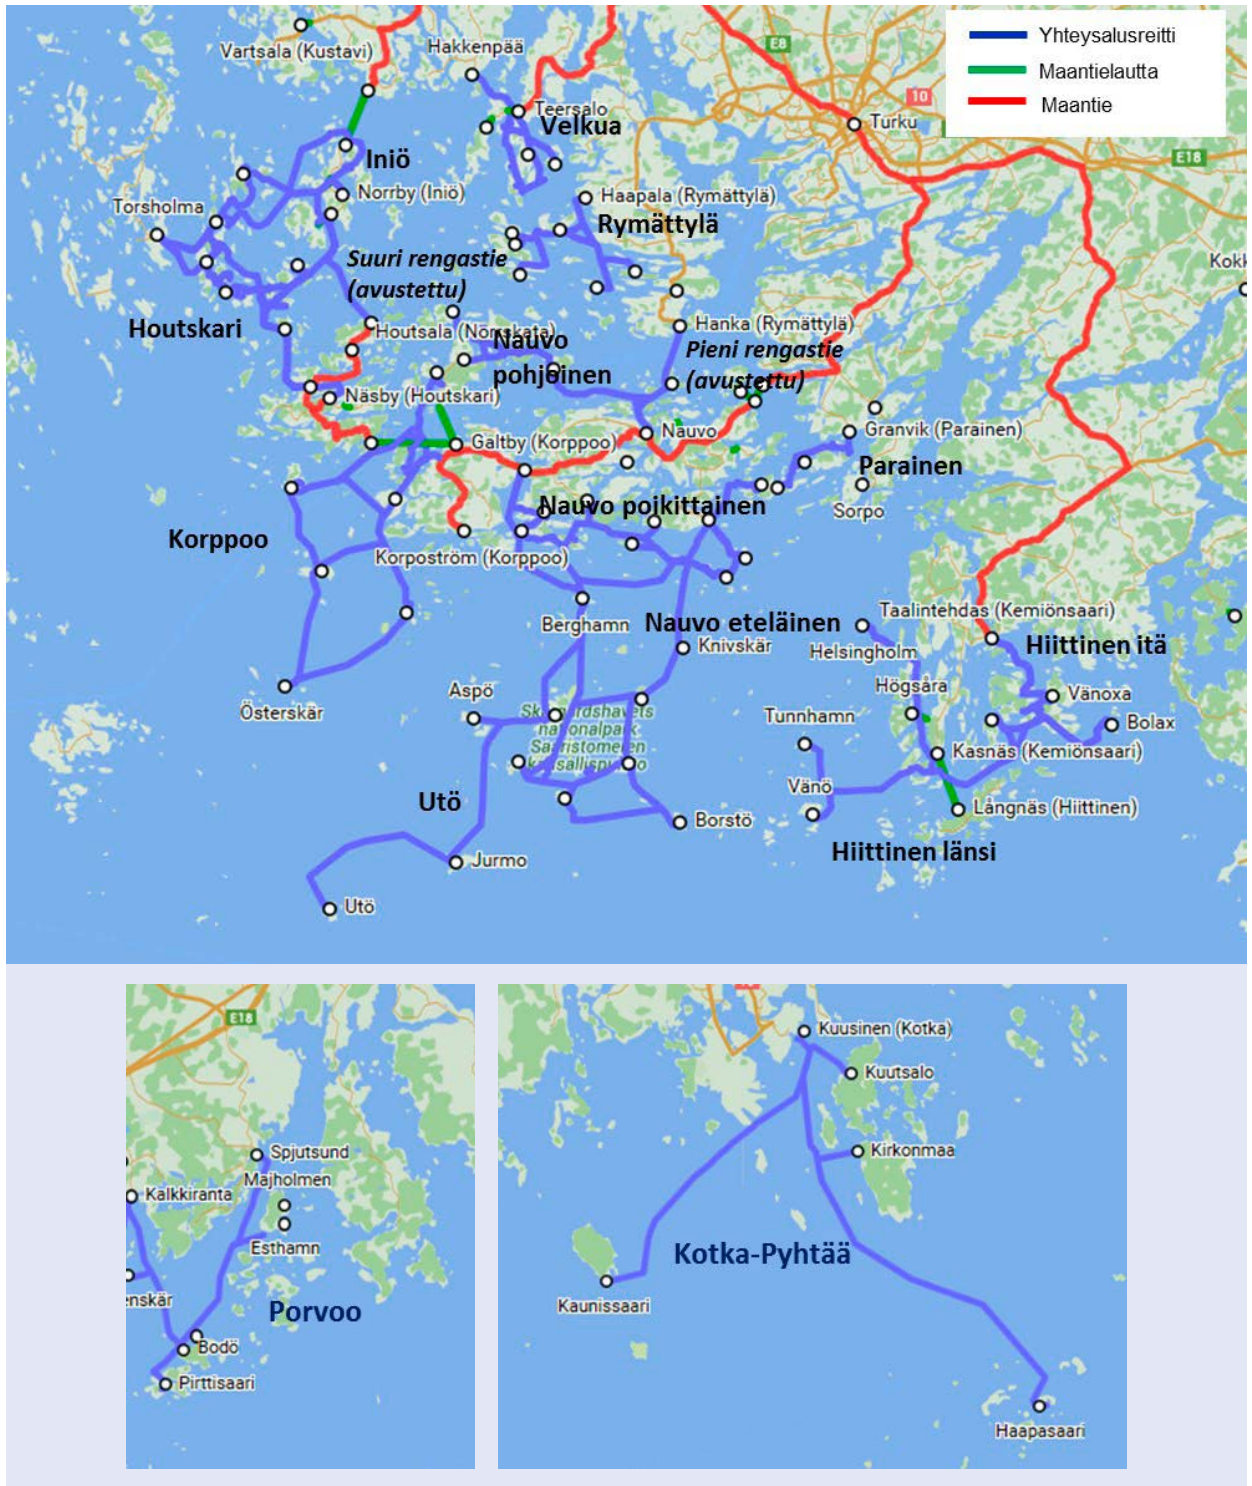 Vartsala (Kustavi)
Hakkenpää
E8
10
Turku
E18
Yhteysalusreitti
Maantielautta
Maantie
Teersalo
Velkua
Iniö
Norrby (Iniö)
Torsholma
Haapala (Rymättylä)
Rymättylä
Suuri rengastie
(avustettu)
Houtskari
Houtsala (Norrskata)
Nauvo
pohjoinen
Hanka (Rymättylä)
Pieni rengastie
(avustettu)
Näsby (Houtskari)
Galtby (Korppoo)
Nauvo
Granvik (Parainen)
Parainen
Sorpo
Nauvo poikittainen
Korppoo
Korpoström (Korppoo)
Berghamn
Nauvo eteläinen
Knivskär
Taalintehdas (Kemiönsaari)
Hiittinen itä
Helsingholm
Högsåra
Vänoxa
Bolax
Österskär
Aspö
nationalpark
Tunnhamn
Kasnäs (Kemiönsaari)
Vänö
Långnäs (Hiittinen)
Utö
Borstö
Hiittinen länsi
Jurmo
Utö
E18
Spjutsund
Majholmen
Kalkkiranta
Esthamn
enskär
Porvoo
Bodö
Pirttisaari
Kuusinen (Kotka)
Kuutsalo
Kirkonmaa
Kotka-Pyhtää
Kaunissaari
Haapasaari